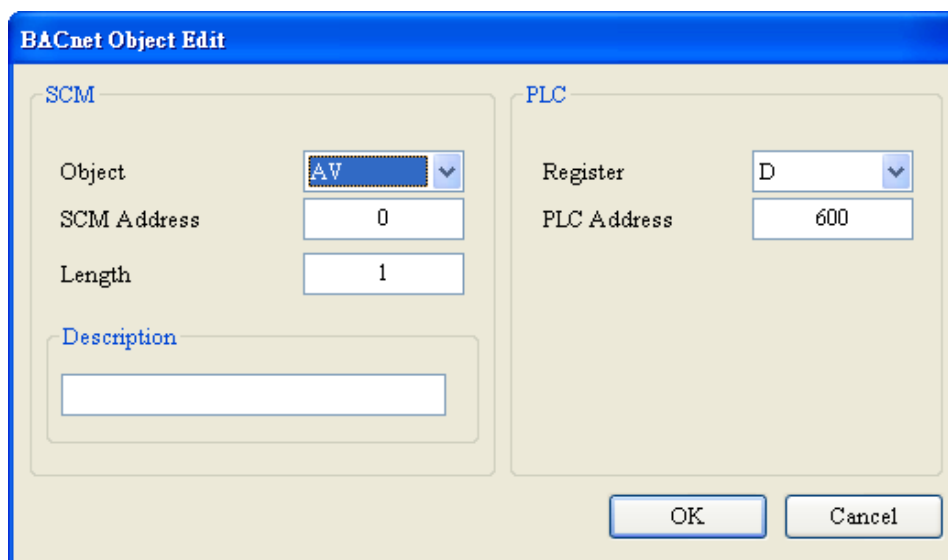 BACnet Object Edit
SCM
Object AV
SCM Address 0
Length 1
Description
PLC
Register D
PLC Address 600
OK Cancel